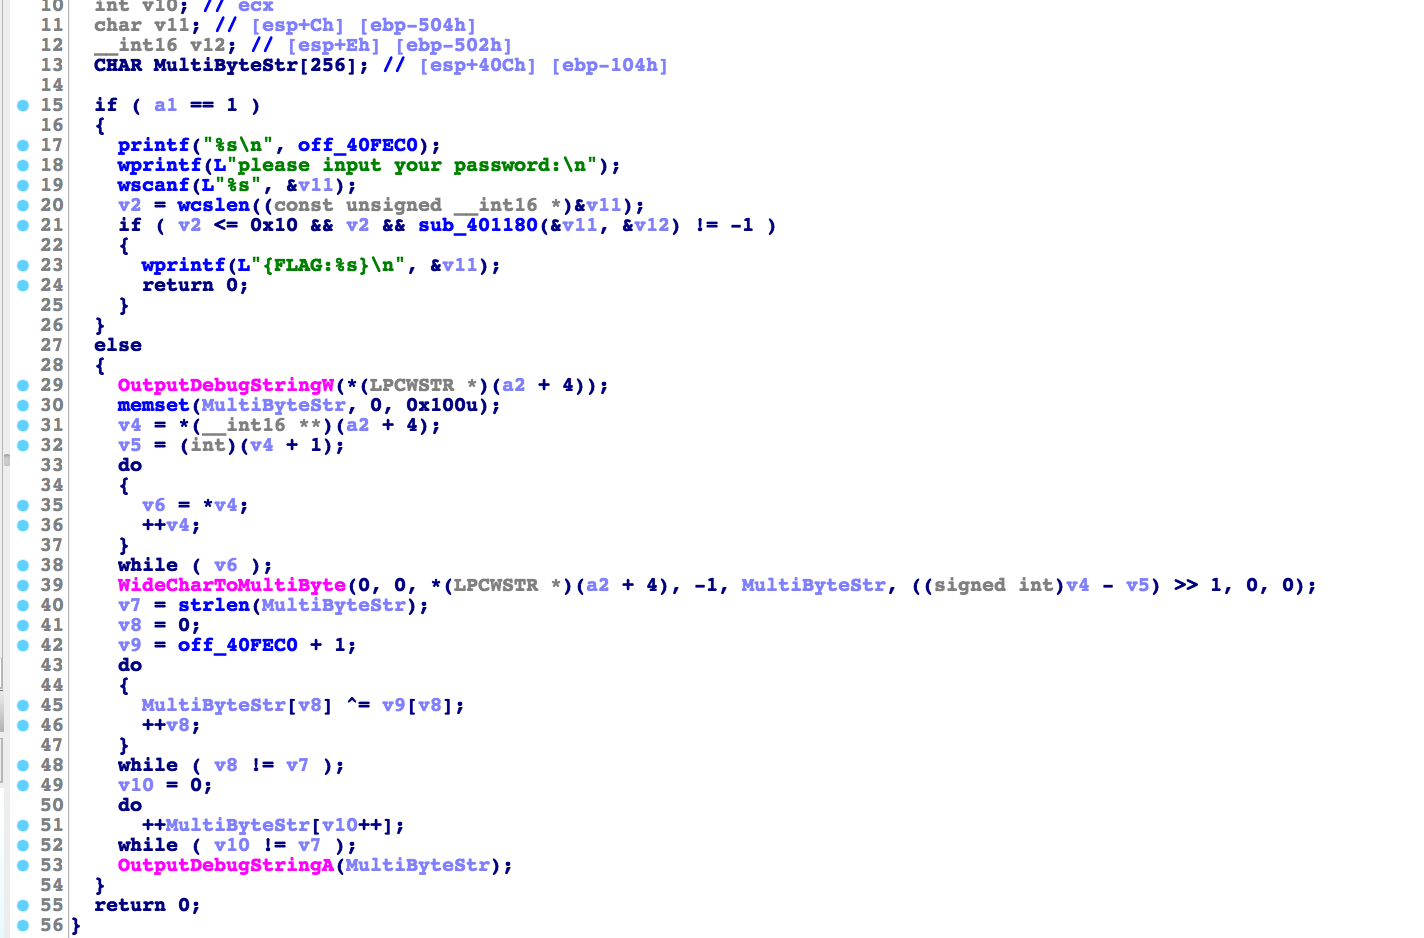 10 int v10; // ecx
11 char v11; // [esp+Ch] [ebp-504h]
12 __int16 v12; // [esp+Eh] [ebp-502h]
13 CHAR MultiByteStr[256]; // [esp+40Ch] [ebp-104h]
14
15 if ( a1 == 1 )
16 {
17 printf("%s\n", off_40FEC0);
18 wprintf(L"please input your password:\n");
19 wscanf(L"%s", &v11);
20 v2 = wcslen((const unsigned __int16 *)&v11);
21 if ( v2 <= 0x10 && v2 && sub_401180(&v11, &v12) != -1 )
22 {
23 wprintf(L"{FLAG:%s}\n", &v11);
24 return 0;
25 }
26 }
27 else
28 {
29 OutputDebugStringW(*(LPCWSTR *)(a2 + 4));
30 memset(MultiByteStr, 0, 0x100u);
31 v4 = *(__int16 **)(a2 + 4);
32 v5 = (int)(v4 + 1);
33 do
34 {
35 v6 = *v4;
36 ++v4;
37 }
38 while ( v6 );
39 WideCharToMultiByte(0, 0, *(LPCWSTR *)(a2 + 4), -1, MultiByteStr, ((signed int)v4 - v5) >> 1, 0, 0);
40 v7 = strlen(MultiByteStr);
41 v8 = 0;
42 v9 = off_40FEC0 + 1;
43 do
44 {
45 MultiByteStr[v8] ^= v9[v8];
46 ++v8;
47 }
48 while ( v8 != v7 );
49 v10 = 0;
50 do
51 ++MultiByteStr[v10++];
52 while ( v10 != v7 );
53 OutputDebugStringA(MultiByteStr);
54 }
55 return 0;
56 }